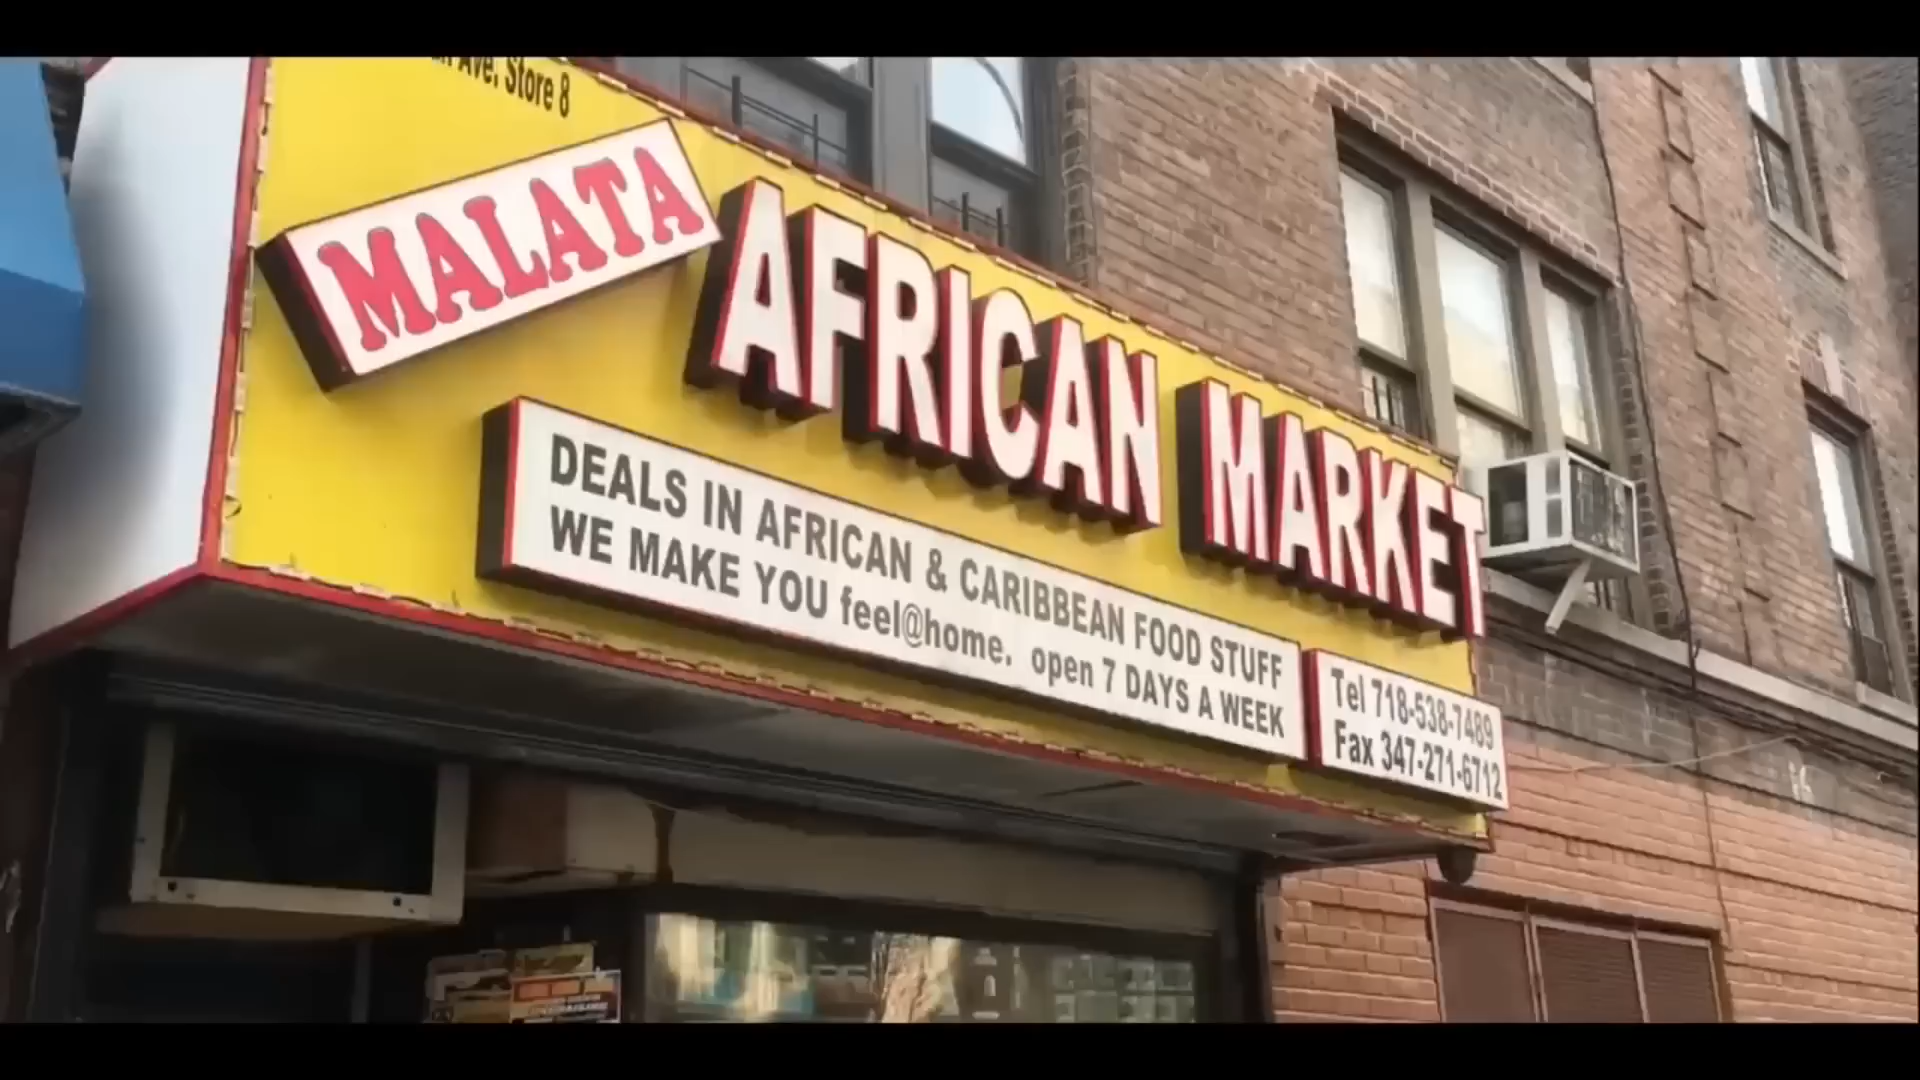 Ave. Store 8
MALATA
AFRICAN MARKET
DEALS IN AFRICAN & CARIBBEAN FOOD STUFF
WE MAKE YOU feel@home. open 7 DAYS A WEEK
Tel 718-538-7489
Fax 347-271-6712